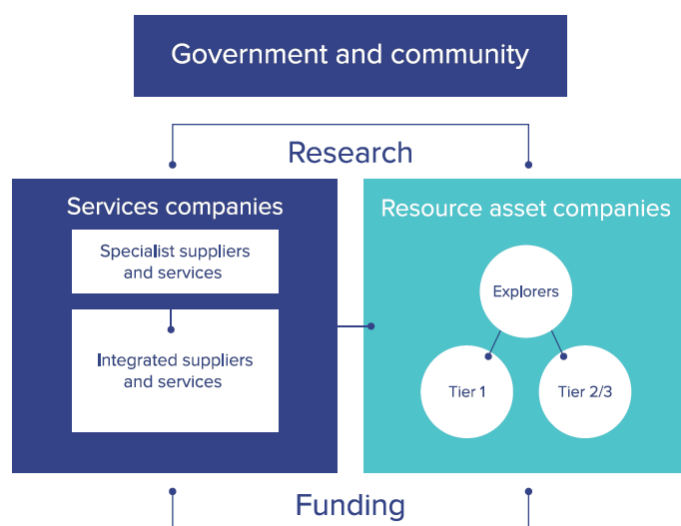 Government and community
Research
Services companies
Specialist suppliers
and services
Integrated suppliers
and services
Resource asset companies
Explorers
Tier 1
Tier 2/3
Funding